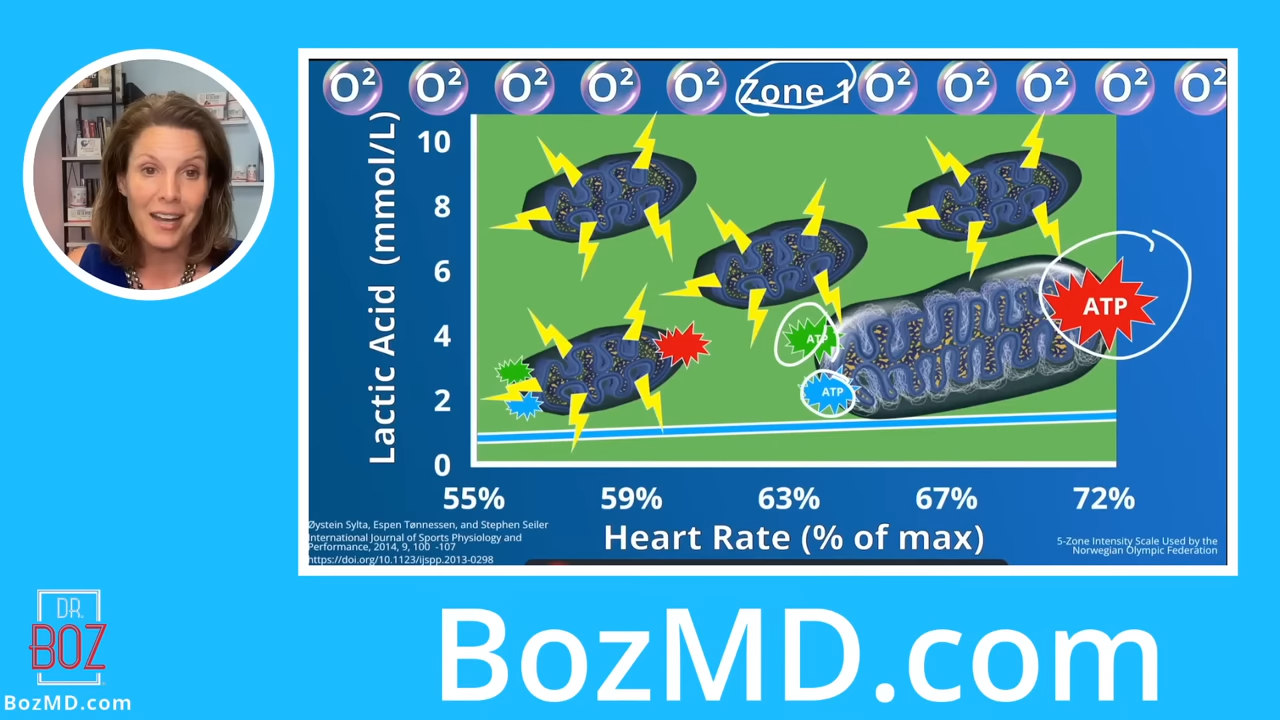 O² O² O² O² O² Zone 1 O² O² O² O² O²
Lactic Acid (mmol/L)
10
8
6
4
2
0
ATP
ATP
ATP
55% 59% 63% 67% 72%
Heart Rate (% of max)
Øystein Sylta, Espen Tønnessen, and Stephen Seiler
International Journal of Sports Physiology and
Performance, 2014, 9, 100 -107
https://doi.org/10.1123/ijspp.2013-0298
5-Zone Intensity Scale Used by the
Norwegian Olympic Federation
DR.
BOZ
BozMD.com
BozMD.com